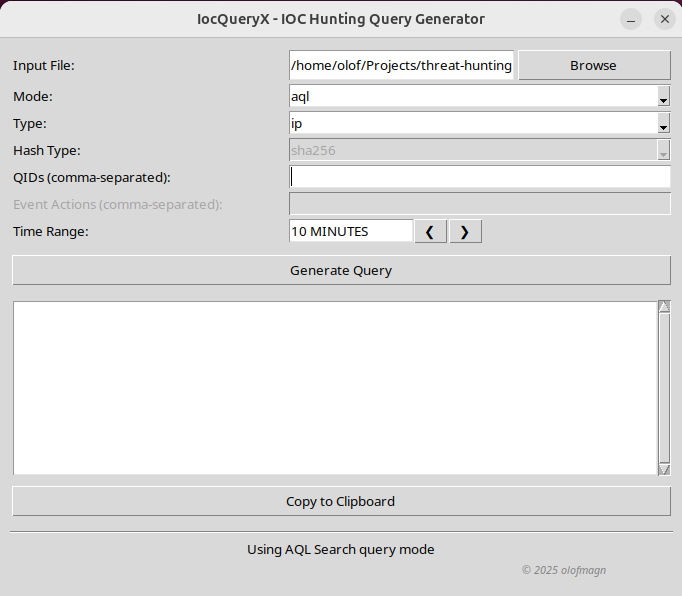 IocQueryX - IOC Hunting Query Generator
Input File: /home/olof/Projects/threat-hunting Browse
Mode: aql
Type: ip
Hash Type: sha256
QIDs (comma-separated):
Event Actions (comma-separated):
Time Range: 10 MINUTES ❮ ❯
Generate Query
Copy to Clipboard
Using AQL Search query mode
© 2025 olofmagn